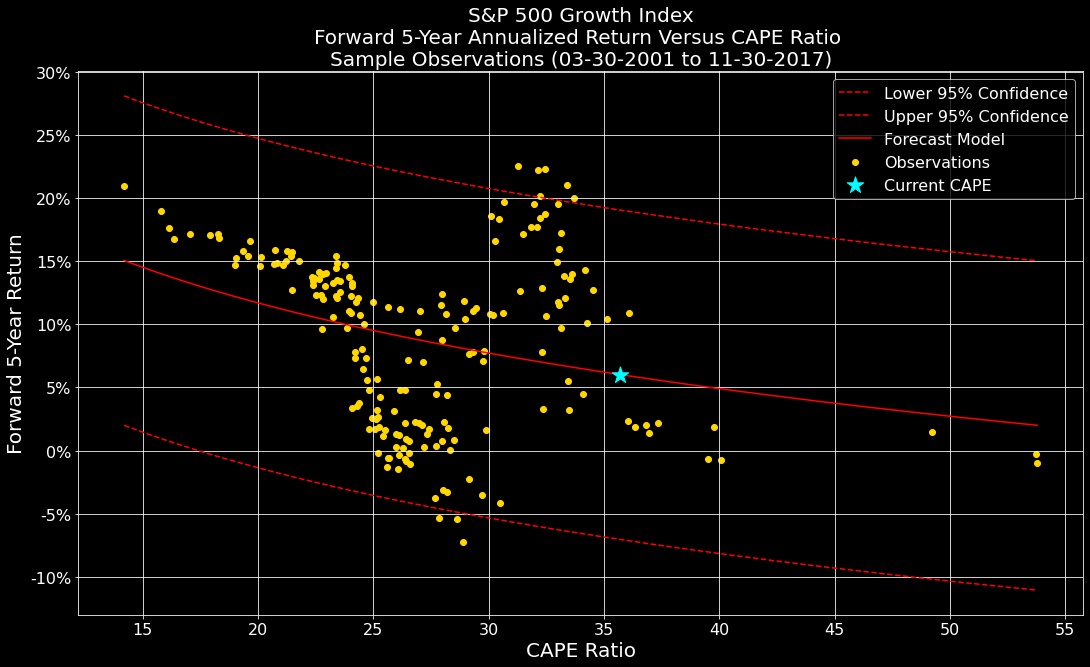 S&P 500 Growth Index
Forward 5-Year Annualized Return Versus CAPE Ratio
Sample Observations (03-30-2001 to 11-30-2017)
Lower 95% Confidence
Upper 95% Confidence
Forecast Model
Observations
Current CAPE
Forward 5-Year Return
30%
25%
20%
15%
10%
5%
0%
-5%
-10%
15 20 25 30 35 40 45 50 55
CAPE Ratio